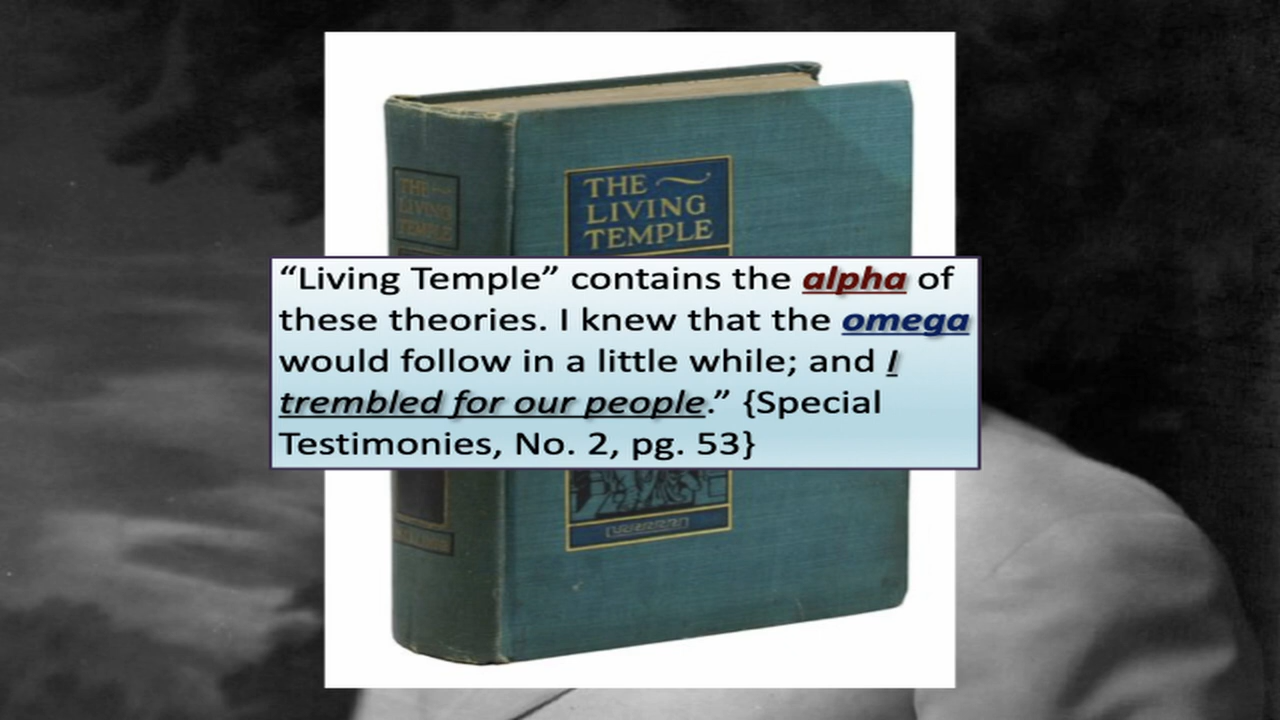 THE
LIVING
TEMPLE
THE
LIVING
TEMPLE
“Living Temple” contains the alpha of
these theories. I knew that the omega
would follow in a little while; and I
trembled for our people.” {Special
Testimonies, No. 2, pg. 53}